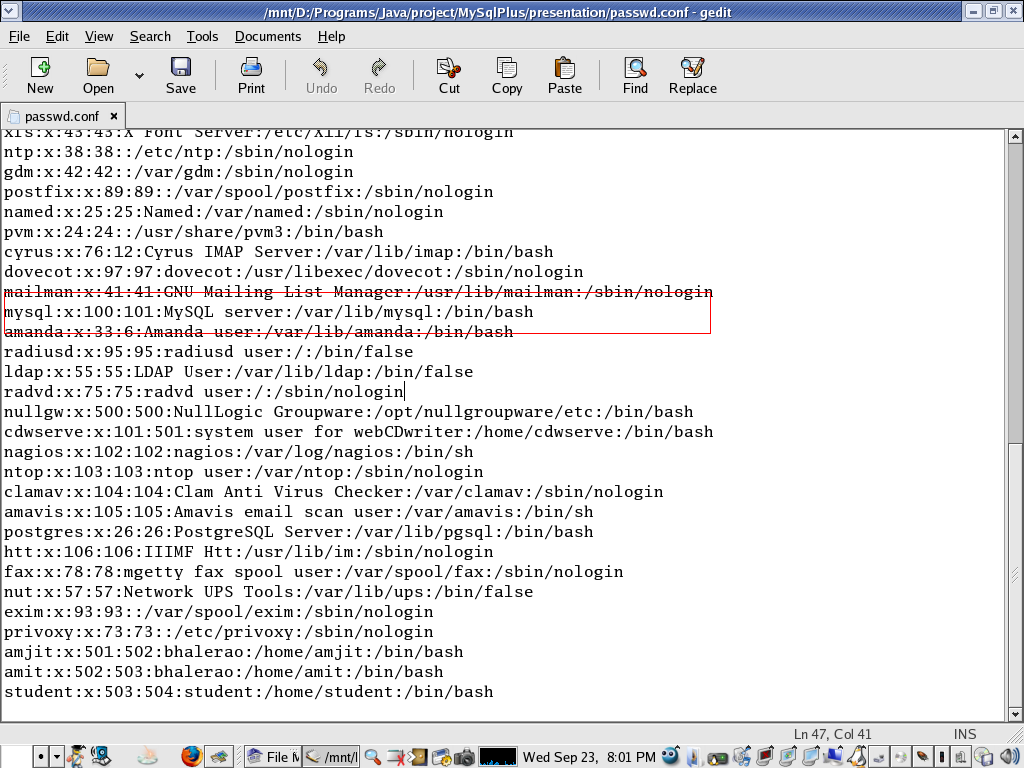 /mnt/D:/Programs/Java/project/MySqlPlus/presentation/passwd.conf - gedit
File Edit View Search Tools Documents Help
New Open Save Print Undo Redo Cut Copy Paste Find Replace
passwd.conf
xfs:x:43:43:X Font Server:/etc/X11/fs:/sbin/nologin
ntp:x:38:38::/etc/ntp:/sbin/nologin
gdm:x:42:42::/var/gdm:/sbin/nologin
postfix:x:89:89::/var/spool/postfix:/sbin/nologin
named:x:25:25:Named:/var/named:/sbin/nologin
pvm:x:24:24::/usr/share/pvm3:/bin/bash
cyrus:x:76:12:Cyrus IMAP Server:/var/lib/imap:/bin/bash
dovecot:x:97:97:dovecot:/usr/libexec/dovecot:/sbin/nologin
mailman:x:41:41:GNU Mailing List Manager:/usr/lib/mailman:/sbin/nologin
mysql:x:100:101:MySQL server:/var/lib/mysql:/bin/bash
amanda:x:33:6:Amanda user:/var/lib/amanda:/bin/bash
radiusd:x:95:95:radiusd user:/:/bin/false
ldap:x:55:55:LDAP User:/var/lib/ldap:/bin/false
radvd:x:75:75:radvd user:/:/sbin/nologin
nullgw:x:500:500:NullLogic Groupware:/opt/nullgroupware/etc:/bin/bash
cdwserve:x:101:501:system user for webCDwriter:/home/cdwserve:/bin/bash
nagios:x:102:102:nagios:/var/log/nagios:/bin/sh
ntop:x:103:103:ntop user:/var/ntop:/sbin/nologin
clamav:x:104:104:Clam Anti Virus Checker:/var/clamav:/sbin/nologin
amavis:x:105:105:Amavis email scan user:/var/amavis:/bin/sh
postgres:x:26:26:PostgreSQL Server:/var/lib/pgsql:/bin/bash
htt:x:106:106:IIIMF Htt:/usr/lib/im:/sbin/nologin
fax:x:78:78:mgetty fax spool user:/var/spool/fax:/sbin/nologin
nut:x:57:57:Network UPS Tools:/var/lib/ups:/bin/false
exim:x:93:93::/var/spool/exim:/sbin/nologin
privoxy:x:73:73::/etc/privoxy:/sbin/nologin
amjit:x:501:502:bhalerao:/home/amjit:/bin/bash
amit:x:502:503:bhalerao:/home/amit:/bin/bash
student:x:503:504:student:/home/student:/bin/bash
Ln 47, Col 41 INS
File M /mnt/I Wed Sep 23, 8:01 PM